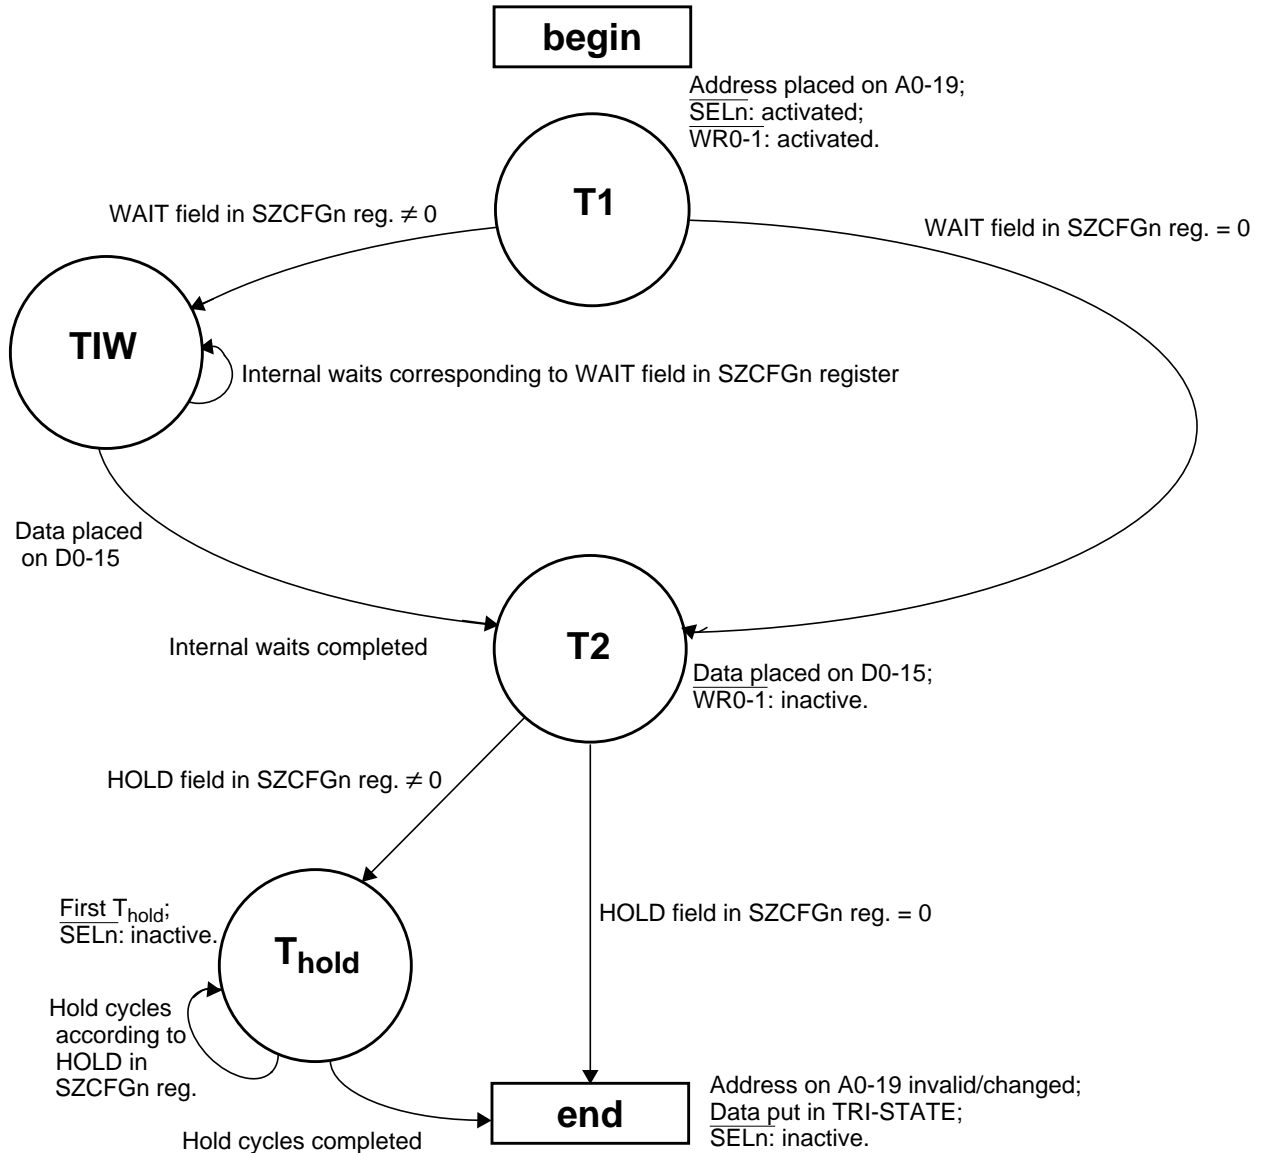 begin
Address placed on A0-19;
SELn: activated;
WR0-1: activated.
T1
WAIT field in SZCFGn reg. ≠ 0
WAIT field in SZCFGn reg. = 0
TIW
Internal waits corresponding to WAIT field in SZCFGn register
Data placed
on D0-15
Internal waits completed
T2
Data placed on D0-15;
WR0-1: inactive.
HOLD field in SZCFGn reg. ≠ 0
HOLD field in SZCFGn reg. = 0
First Thold;
SELn: inactive.
Thold
Hold cycles
according to
HOLD in
SZCFGn reg.
Hold cycles completed
end
Address on A0-19 invalid/changed;
Data put in TRI-STATE;
SELn: inactive.